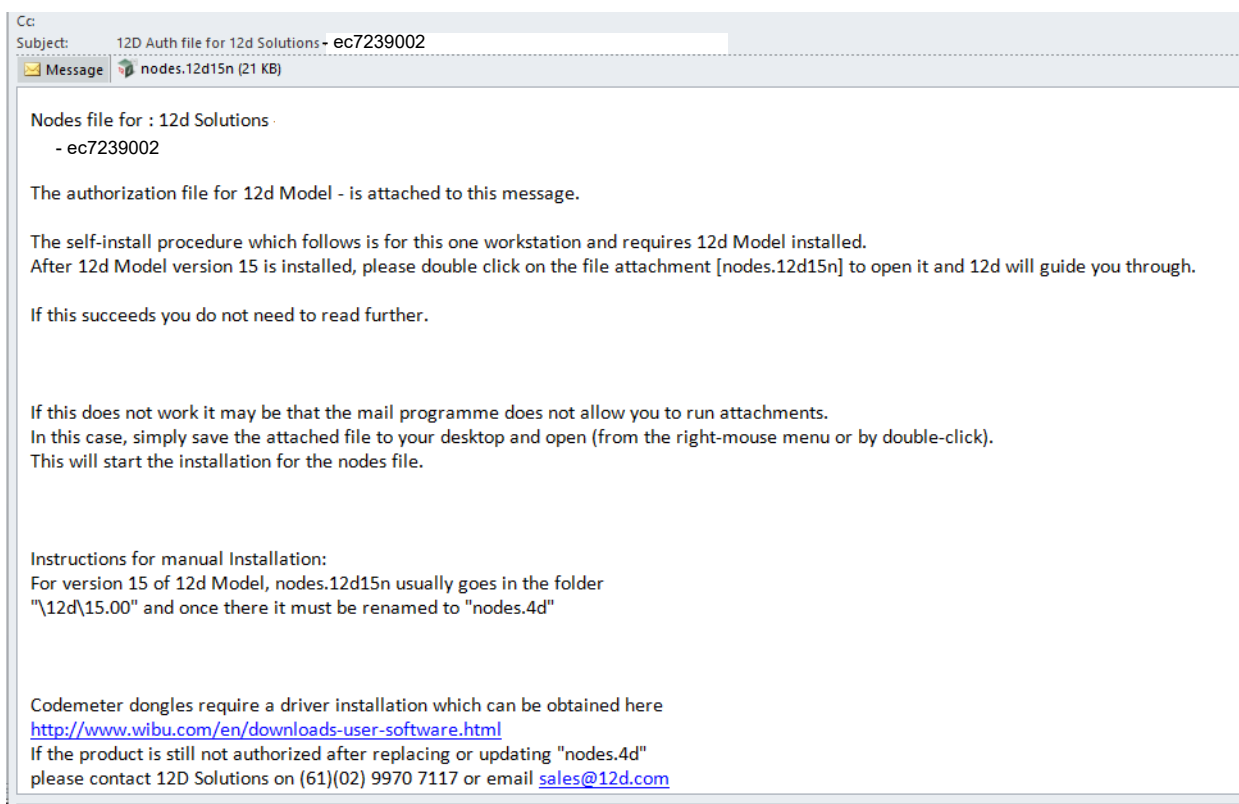 Cc:
Subject: 12D Auth file for 12d Solutions - ec7239002
Message nodes.12d15n (21 KB)
Nodes file for : 12d Solutions
- ec7239002
The authorization file for 12d Model - is attached to this message.
The self-install procedure which follows is for this one workstation and requires 12d Model installed.
After 12d Model version 15 is installed, please double click on the file attachment [nodes.12d15n] to open it and 12d will guide you through.
If this succeeds you do not need to read further.
If this does not work it may be that the mail programme does not allow you to run attachments.
In this case, simply save the attached file to your desktop and open (from the right-mouse menu or by double-click).
This will start the installation for the nodes file.
Instructions for manual Installation:
For version 15 of 12d Model, nodes.12d15n usually goes in the folder
"\12d\15.00" and once there it must be renamed to "nodes.4d"
Codemeter dongles require a driver installation which can be obtained here
http://www.wibu.com/en/downloads-user-software.html
If the product is still not authorized after replacing or updating "nodes.4d"
please contact 12D Solutions on (61)(02) 9970 7117 or email sales@12d.com